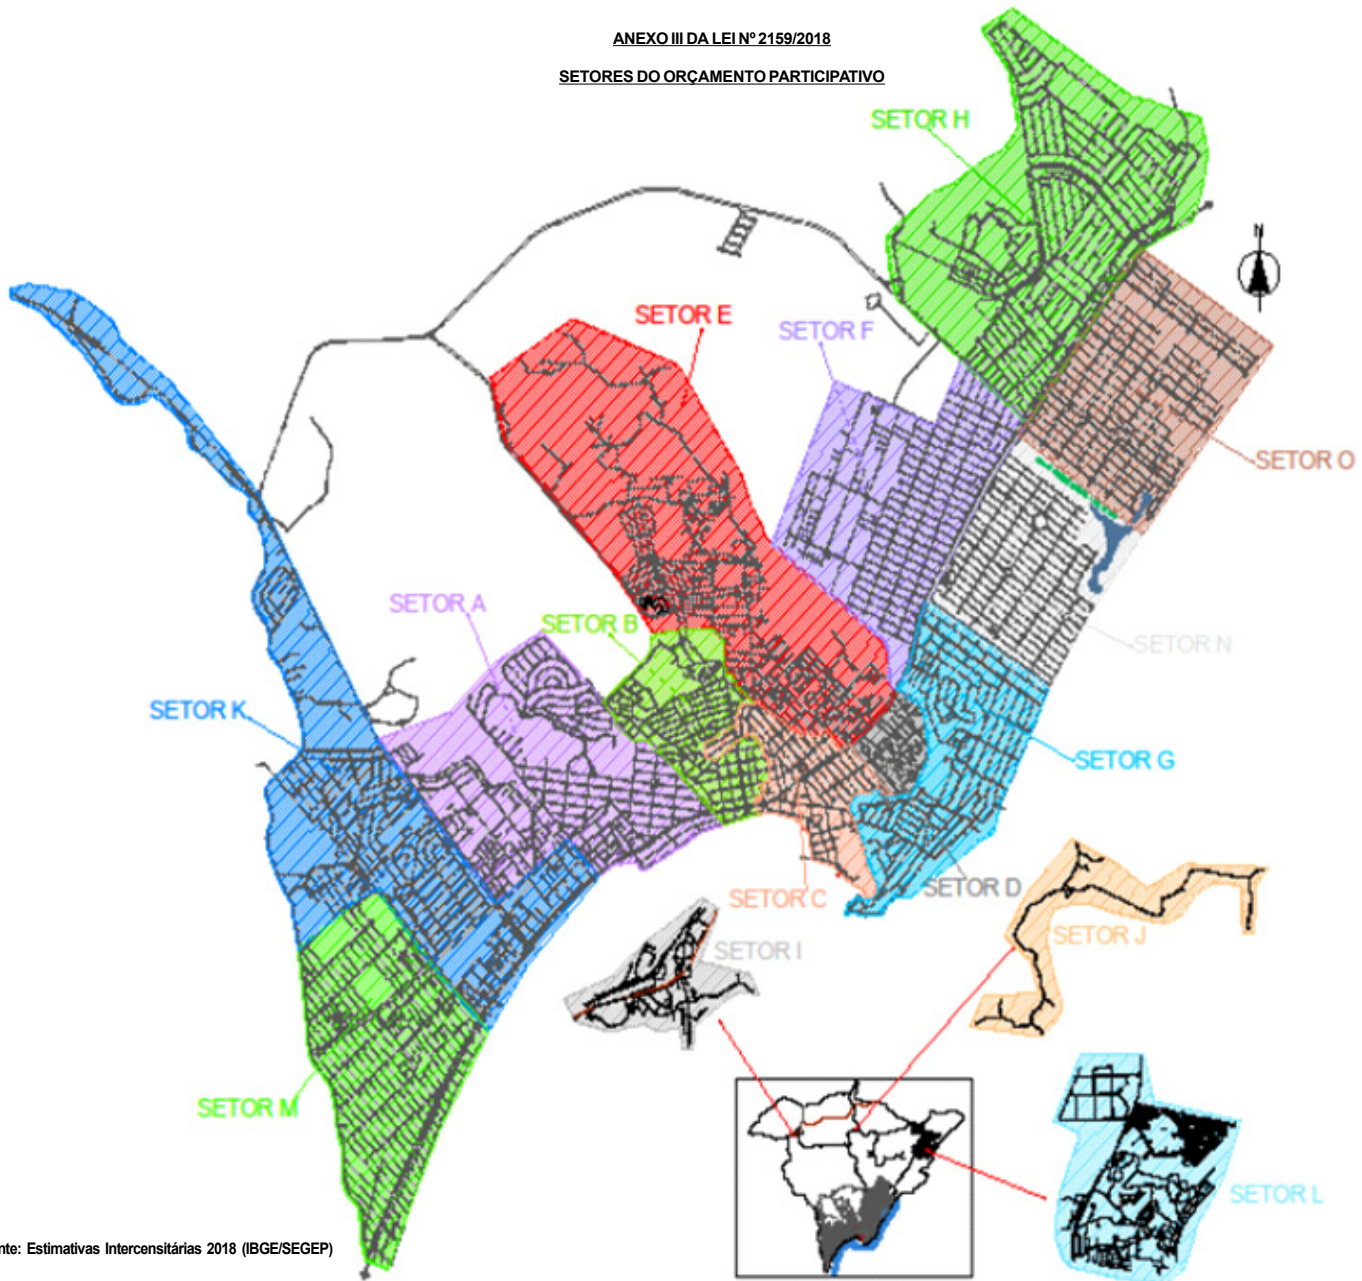 ANEXO III DA LEI Nº 2159/2018
SETORES DO ORÇAMENTO PARTICIPATIVO
SETOR H
N
SETOR E
SETOR F
SETOR O
SETOR A
SETOR B
SETOR N
SETOR K
SETOR G
SETOR C
SETOR D
SETOR I
SETOR J
SETOR M
SETOR L
nte: Estimativas Intercensitárias 2018 (IBGE/SEGEP)